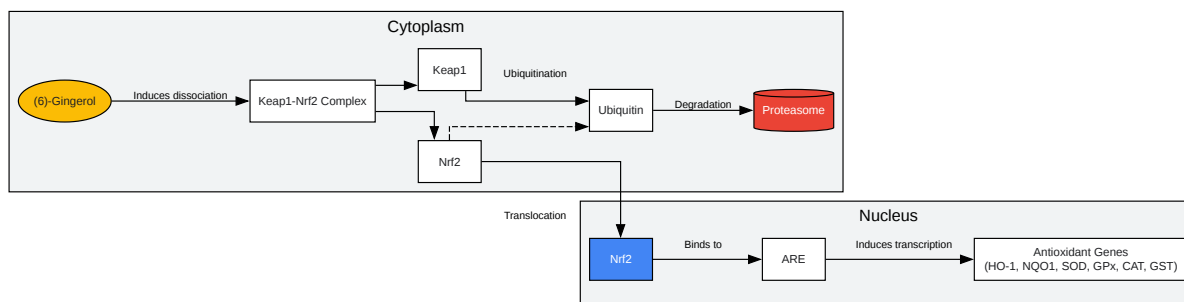 Cytoplasm
(6)-Gingerol
Induces dissociation
Keap1-Nrf2 Complex
Keap1
Ubiquitination
Ubiquitin
Degradation
Proteasome
Nrf2
Translocation
Nucleus
Nrf2
Binds to
ARE
Induces transcription
Antioxidant Genes
(HO-1, NQO1, SOD, GPx, CAT, GST)